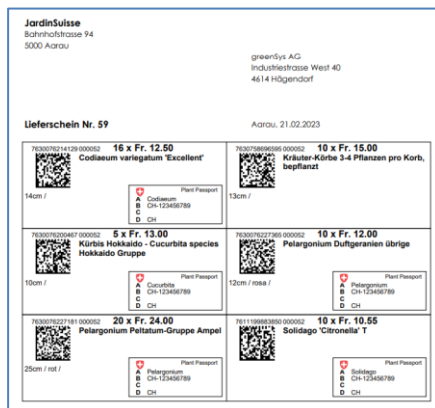 JardinSuisse
Bahnhofstrasse 94
5000 Aarau
greenSys AG
Industriestrasse West 40
4614 Hägendorf
Lieferschein Nr. 59
Aarau, 21.02.2023
7630076214129 000052 16 x Fr. 12.50
Codiaeum variegatum 'Excellent'
14cm /
Plant Passport
A Codiaeum
B CH-123456789
C
D CH
7630758696595 000052 10 x Fr. 15.00
Kräuter-Körbe 3-4 Pflanzen pro Korb,
bepflanzt
13cm /
7630076200467 000052 5 x Fr. 13.00
Kürbis Hokkaido - Cucurbita species
Hokkaido Gruppe
10cm /
Plant Passport
A Cucurbita
B CH-123456789
C
D CH
7630076227365 000052 10 x Fr. 12.00
Pelargonium Duftgeranien übrige
12cm / rosa /
Plant Passport
A Pelargonium
B CH-123456789
C
D CH
7630076227181 000052 20 x Fr. 24.00
Pelargonium Peltatum-Gruppe Ampel
25cm / rot /
Plant Passport
A Pelargonium
B CH-123456789
C
D CH
7611199883850 000052 10 x Fr. 10.55
Solidago 'Citronella' T
Plant Passport
A Solidago
B CH-123456789
C
D CH